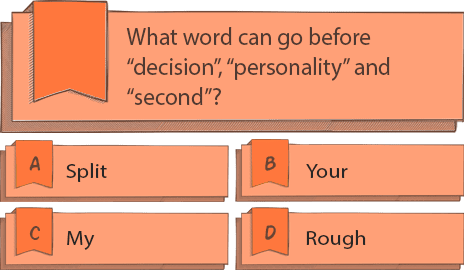 What word can go before
“decision”, “personality” and
“second”?
A Split
B Your
C My
D Rough